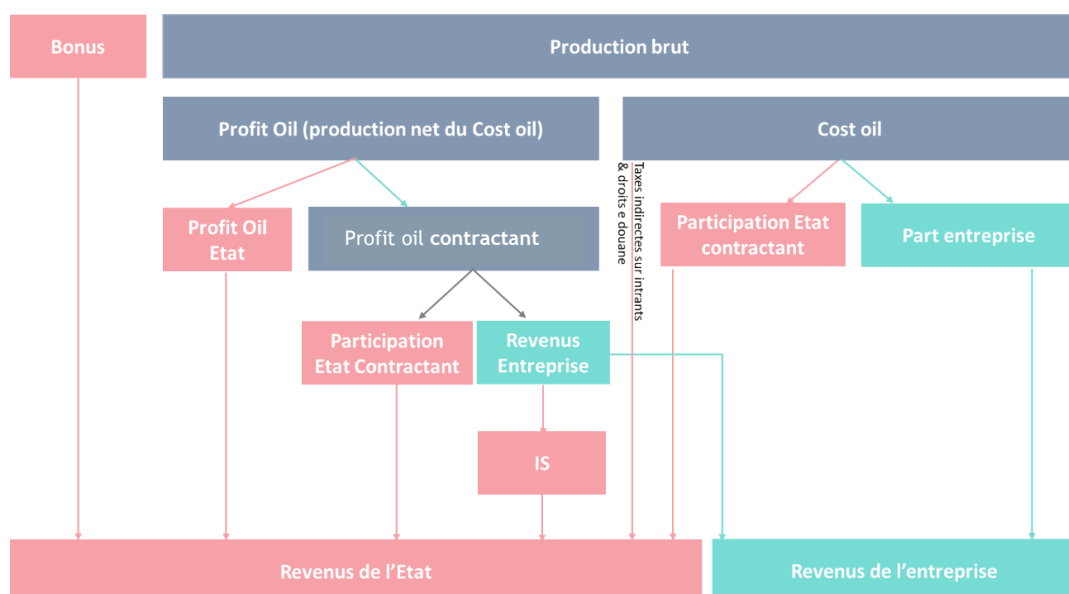 Bonus
Production brut
Profit Oil (production net du Cost oil)
Cost oil
Taxes indirectes sur intrants
& droits e douane
Profit Oil
Etat
Profit oil contractant
Participation Etat
contractant
Part entreprise
Participation
Etat Contractant
Revenus
Entreprise
IS
Revenus de l’Etat
Revenus de l’entreprise